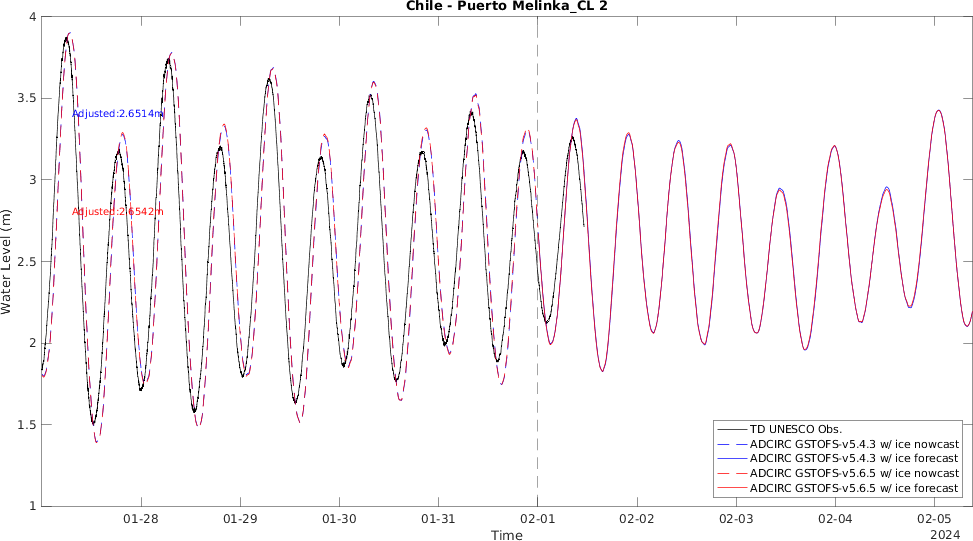 Chile - Puerto Melinka_CL 2
4
3.5
3
2.5
2
1.5
1
Water Level (m)
Adjusted:2.6514m
Adjusted:2.6542m
TD UNESCO Obs.
ADCIRC GSTOFS-v5.4.3 w/ ice nowcast
ADCIRC GSTOFS-v5.4.3 w/ ice forecast
ADCIRC GSTOFS-v5.6.5 w/ ice nowcast
ADCIRC GSTOFS-v5.6.5 w/ ice forecast
01-28 01-29 01-30 01-31 02-01 02-02 02-03 02-04 02-05
Time
2024